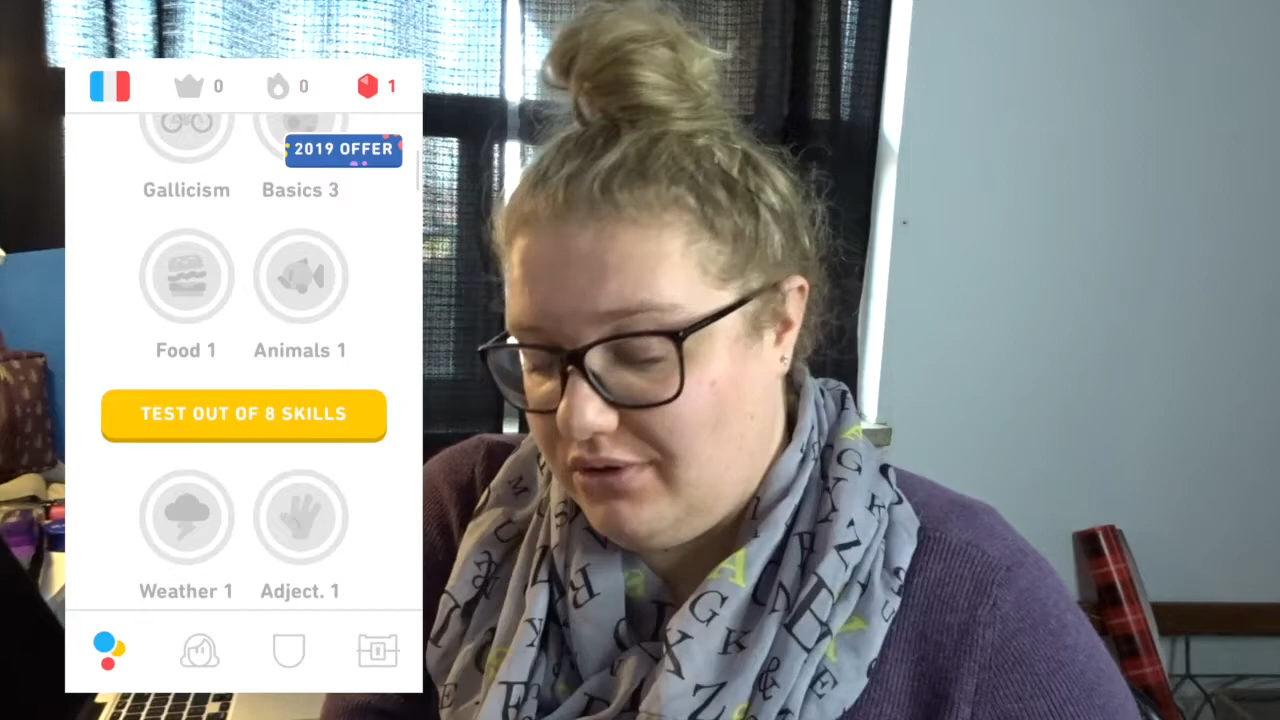 0 0 1
2019 OFFER
Gallicism Basics 3
Food 1 Animals 1
TEST OUT OF 8 SKILLS
Weather 1 Adject. 1